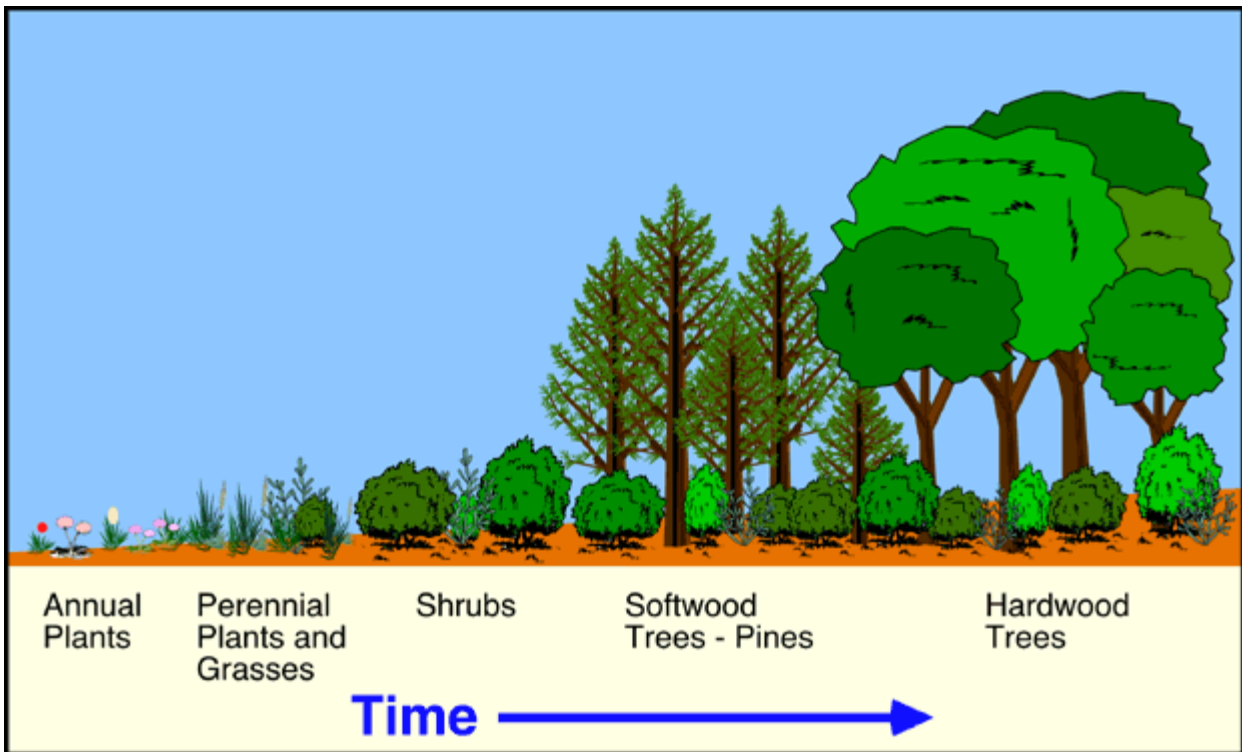 Annual
Plants
Perennial
Plants and
Grasses
Shrubs
Softwood
Trees - Pines
Hardwood
Trees
Time